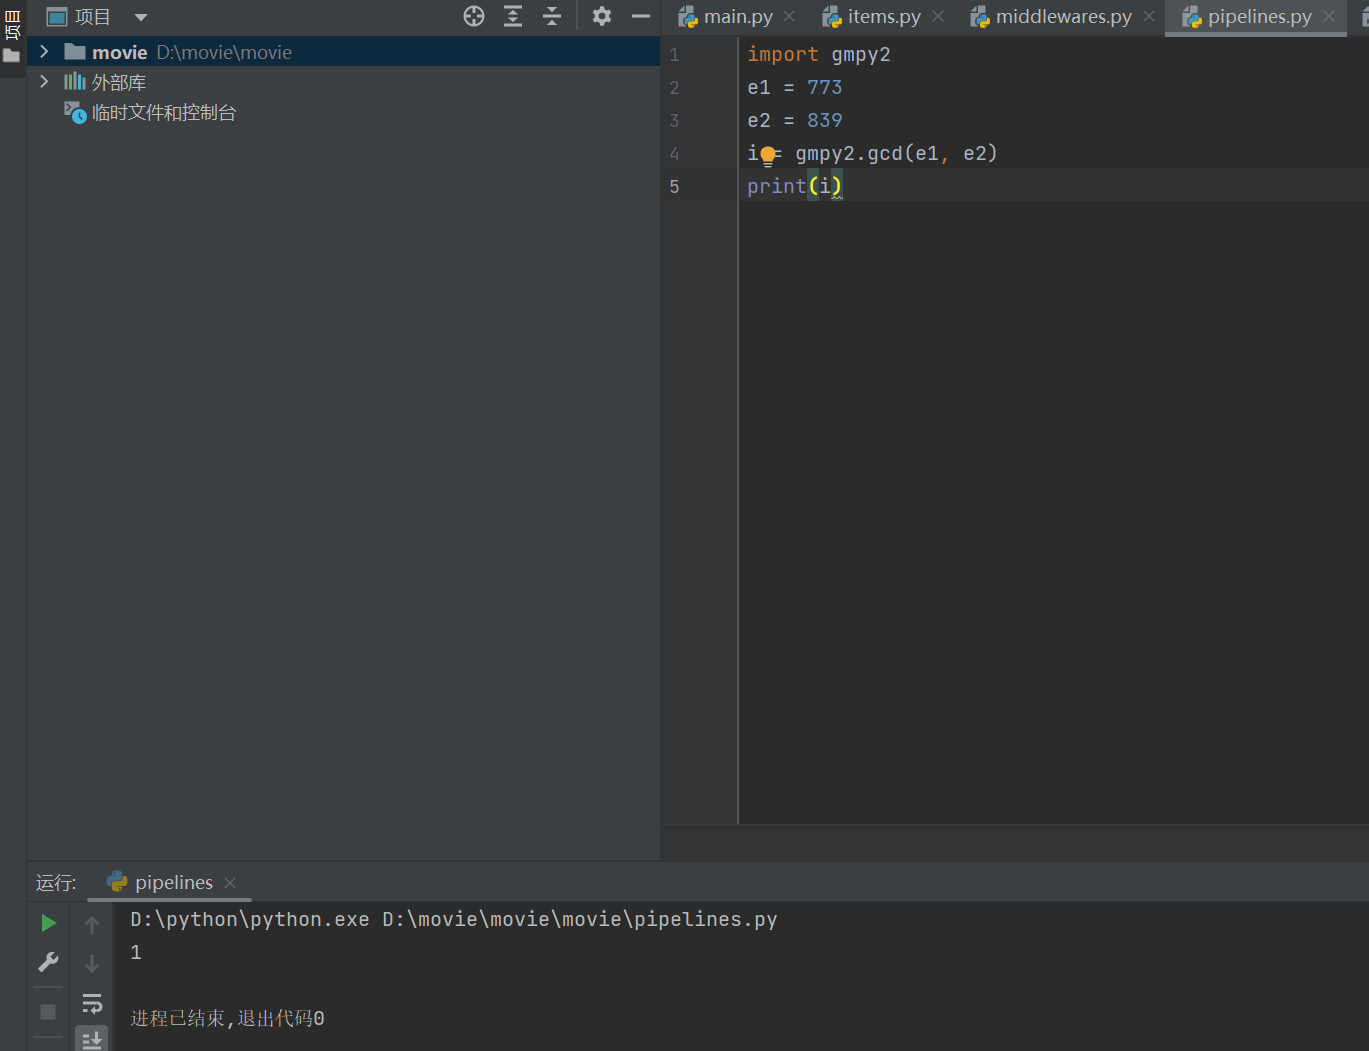 项目
项目
movie D:\movie\movie
外部库
临时文件和控制台
main.py
items.py
middlewares.py
pipelines.py
1 import gmpy2
2 e1 = 773
3 e2 = 839
4 i = gmpy2.gcd(e1, e2)
5 print(i)
运行:
pipelines
D:\python\python.exe D:\movie\movie\movie\pipelines.py
1
进程已结束,退出代码0